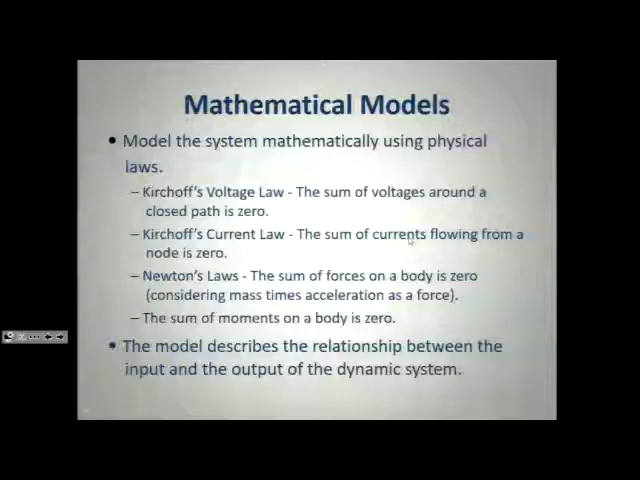 Mathematical Models
• Model the system mathematically using physical
laws.
– Kirchoff's Voltage Law - The sum of voltages around a
closed path is zero.
– Kirchoff's Current Law - The sum of currents flowing from a
node is zero.
– Newton's Laws - The sum of forces on a body is zero
(considering mass times acceleration as a force).
– The sum of moments on a body is zero.
• The model describes the relationship between the
input and the output of the dynamic system.